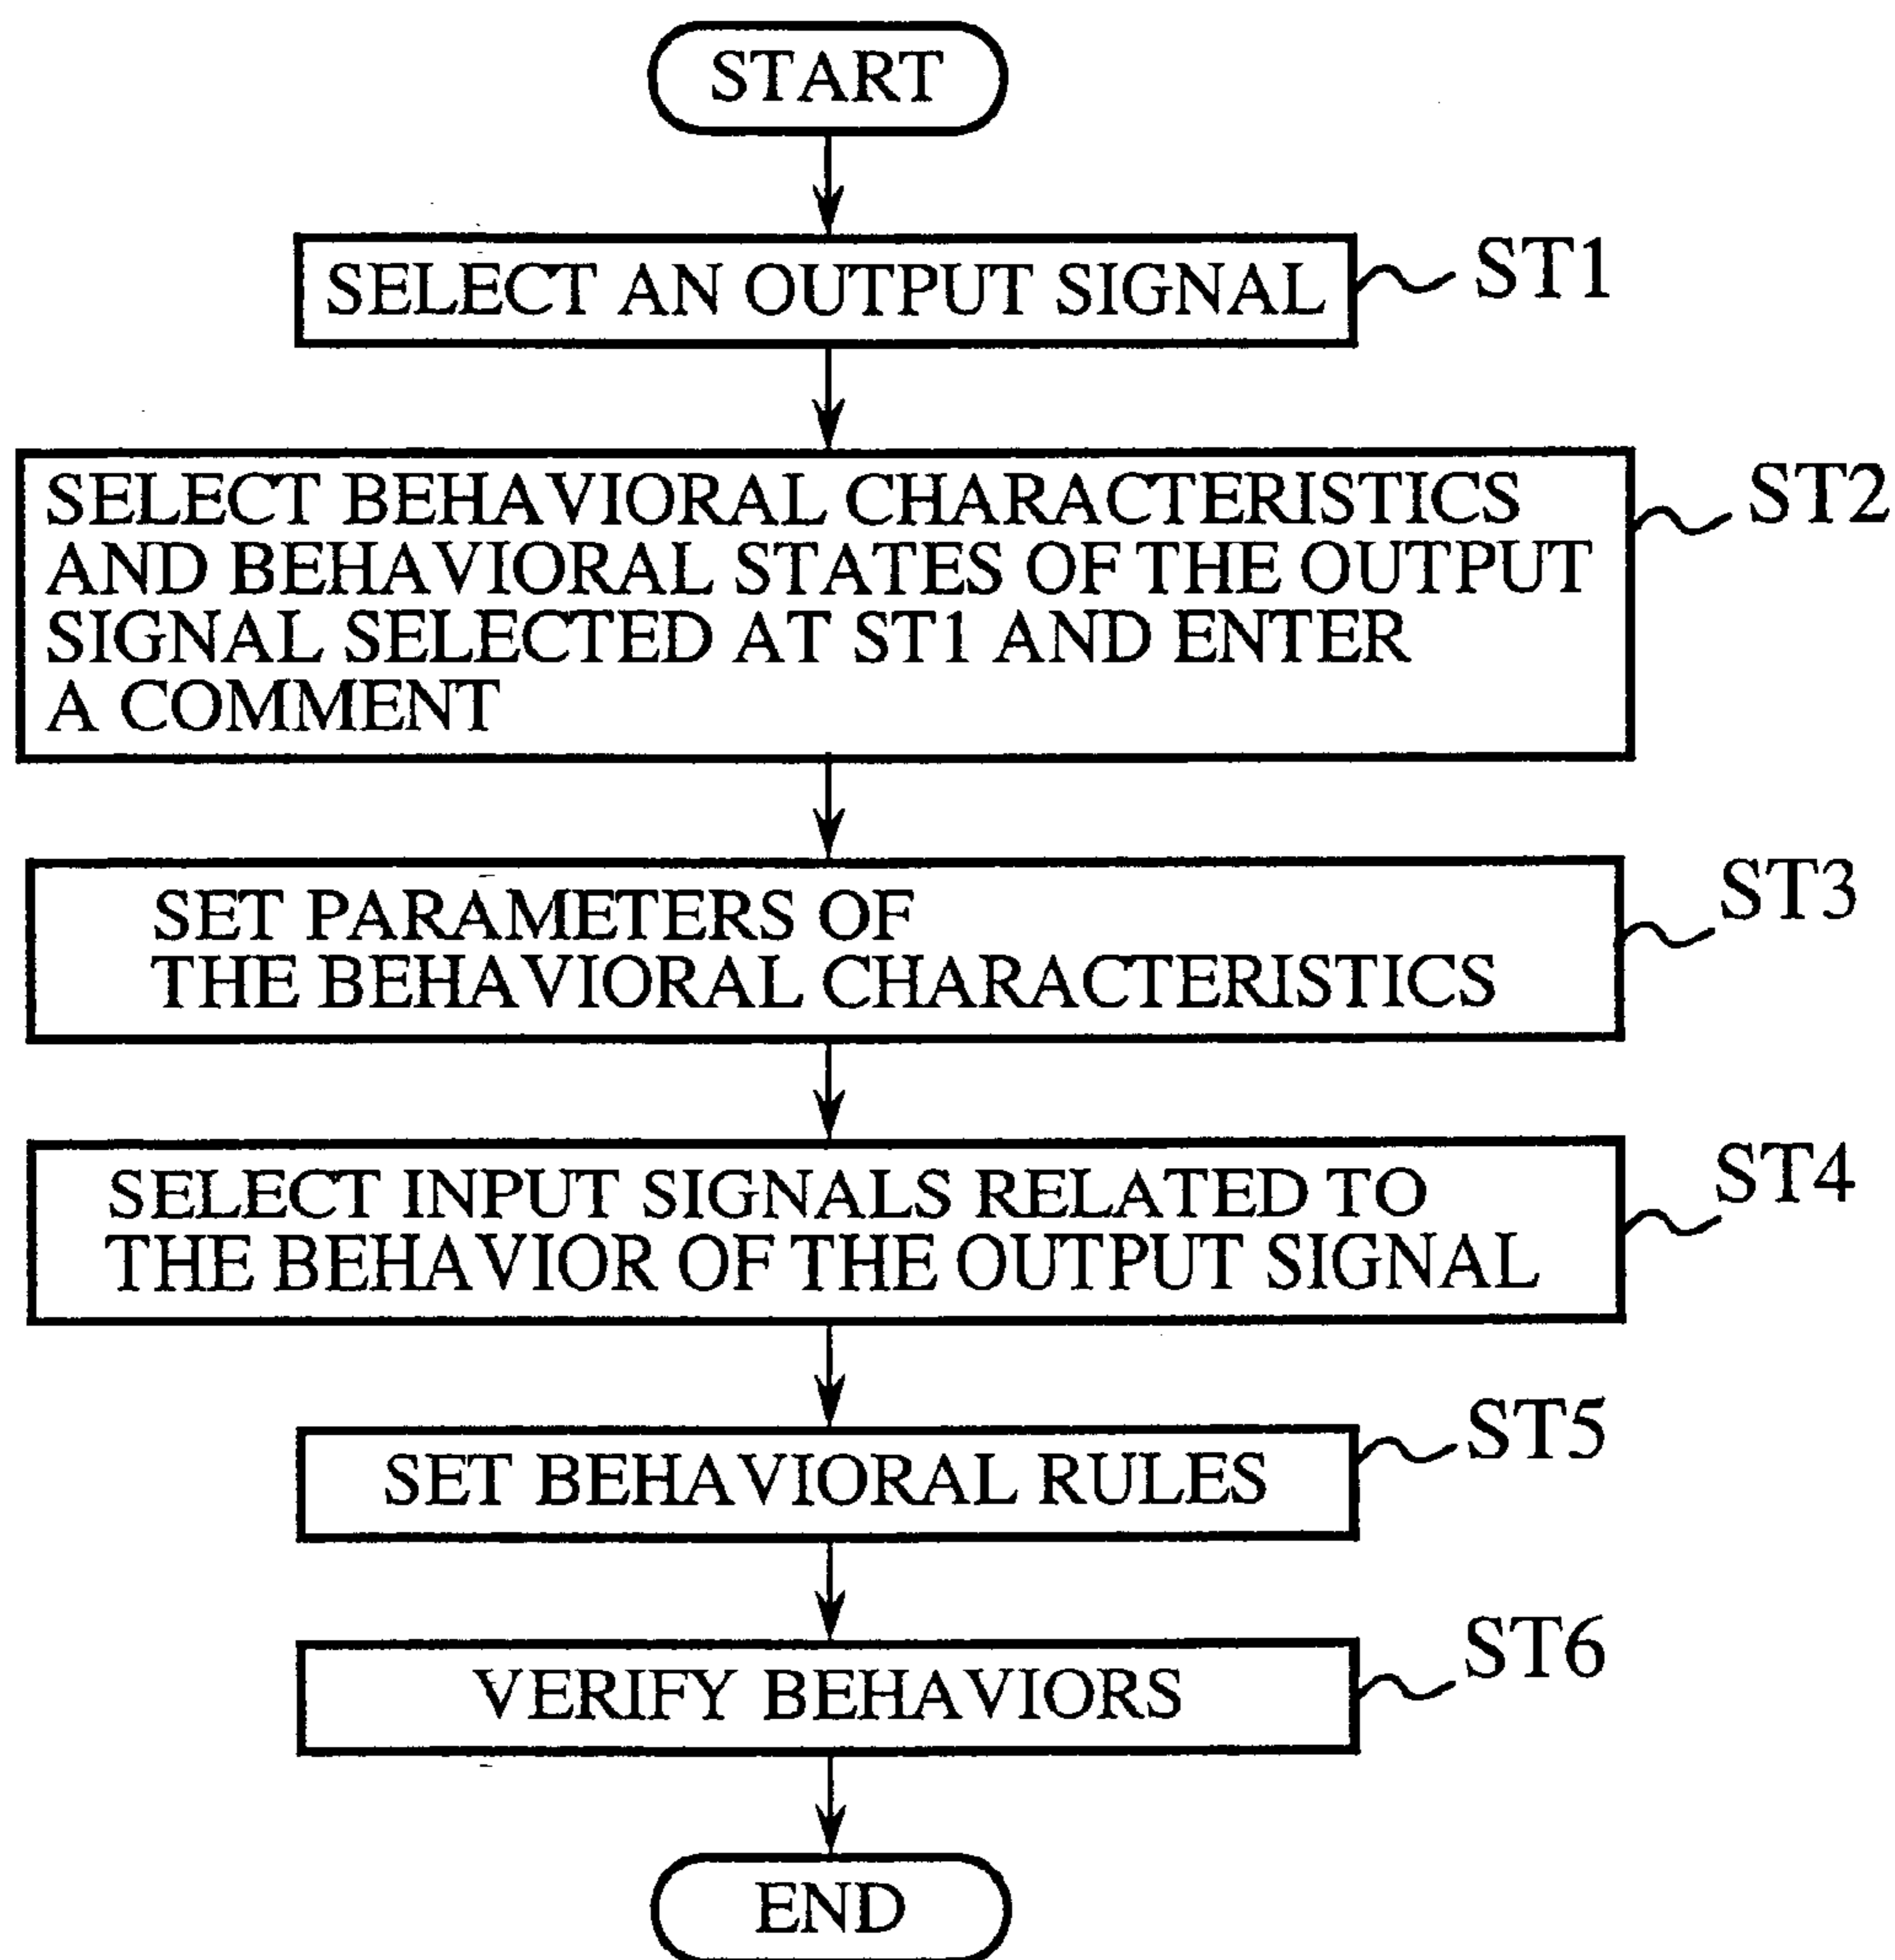 START
SELECT AN OUTPUT SIGNAL
ST1
SELECT BEHAVIORAL CHARACTERISTICS
AND BEHAVIORAL STATES OF THE OUTPUT
SIGNAL SELECTED AT ST1 AND ENTER
A COMMENT
ST2
SET PARAMETERS OF
THE BEHAVIORAL CHARACTERISTICS
ST3
SELECT INPUT SIGNALS RELATED TO
THE BEHAVIOR OF THE OUTPUT SIGNAL
ST4
SET BEHAVIORAL RULES
ST5
VERIFY BEHAVIORS
ST6
END